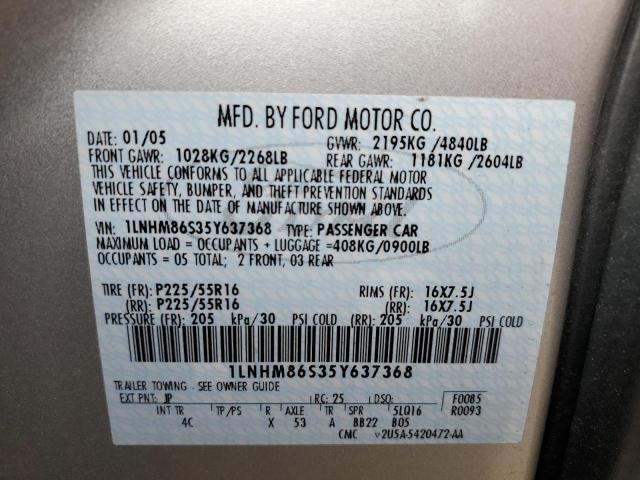 MFD. BY FORD MOTOR CO.
DATE: 01/05 GVWR: 2195KG /4840LB
FRONT GAWR: 1028KG/2268LB REAR GAWR: 1181KG /2604LB
THIS VEHICLE CONFORMS TO ALL APPLICABLE FEDERAL MOTOR
VEHICLE SAFETY, BUMPER, AND THEFT PREVENTION STANDARDS
IN EFFECT ON THE DATE OF MANUFACTURE SHOWN ABOVE.
VIN: 1LNHM86S35Y637368 TYPE: PASSENGER CAR
MAXIMUM LOAD = OCCUPANTS + LUGGAGE =408KG/0900LB
OCCUPANTS = 05 TOTAL; 2 FRONT, 03 REAR
TIRE (FR): P225/55R16 RIMS (FR): 16X7.5J
(RR): P225/55R16 (RR): 16X7.5J
PRESSURE (FR): 205 kPa/30 PSI COLD (RR): 205 kPa/30 PSI COLD
1LNHM86S35Y637368
TRAILER TOWING - SEE OWNER GUIDE
EXT PNT: JP RC: 25 DSO: F0085
INT TR TP/PS R AXLE TR SPR 5LQ16 R0093
4C X 53 A BB22 B05
CMC V2U5A-5420472-AA